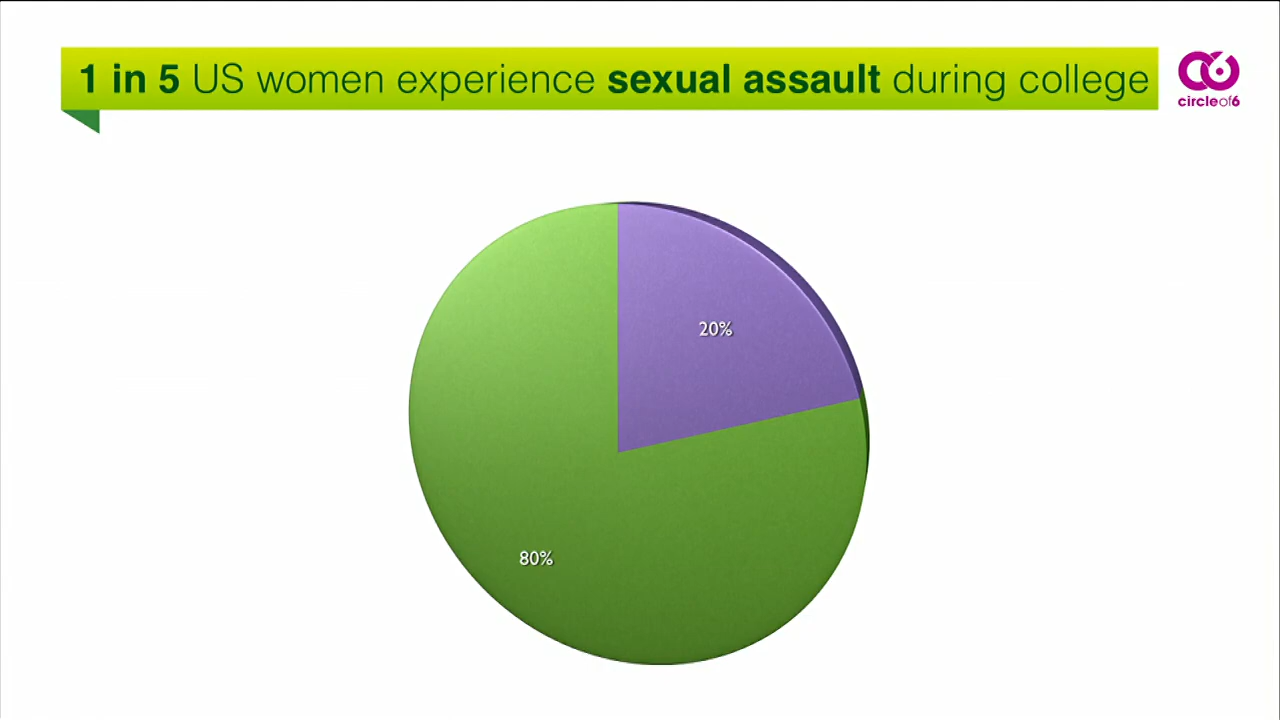 1 in 5 US women experience sexual assault during college
circleof6
20%
80%